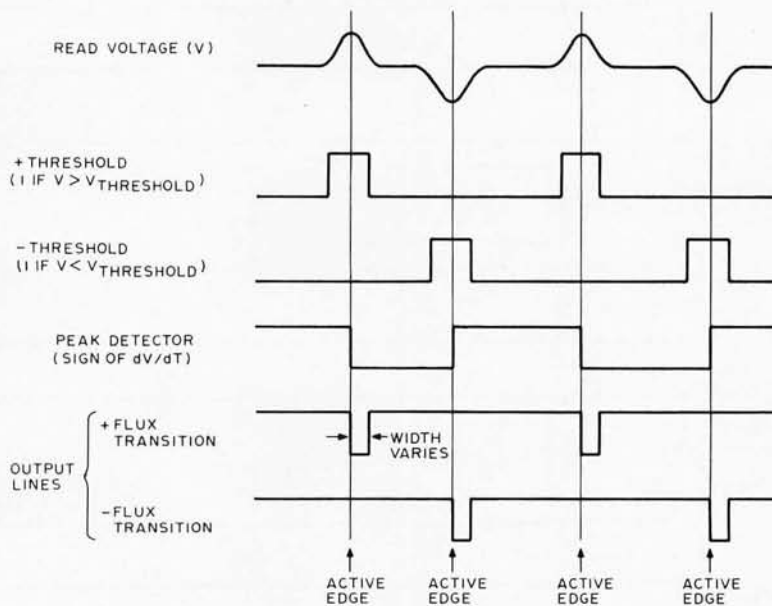 READ VOLTAGE (V)
+ THRESHOLD
(1 IF V > VTHRESHOLD)
− THRESHOLD
(1 IF V < VTHRESHOLD)
PEAK DETECTOR
(SIGN OF dV/dT)
OUTPUT
LINES
+ FLUX
TRANSITION
WIDTH
VARIES
− FLUX
TRANSITION
ACTIVE
EDGE
ACTIVE
EDGE
ACTIVE
EDGE
ACTIVE
EDGE